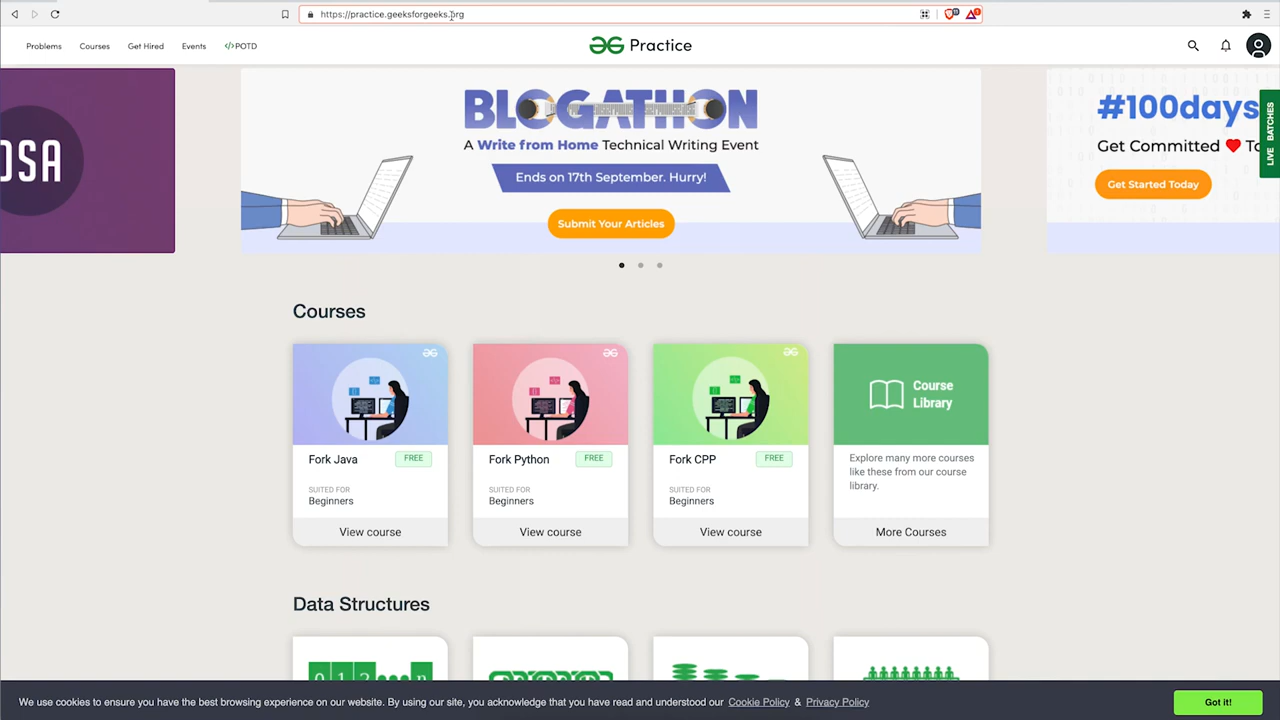 https://practice.geeksforgeeks.org
Problems
Courses
Get Hired
Events
</>POTD
Practice
OSA
BLOGATHON
A Write from Home Technical Writing Event
Ends on 17th September. Hurry!
Submit Your Articles
#100days
Get Committed ❤ To
Get Started Today
LIVE BATCHES
Courses
Fork Java
FREE
SUITED FOR
Beginners
View course
Fork Python
FREE
SUITED FOR
Beginners
View course
Fork CPP
FREE
SUITED FOR
Beginners
View course
Course
Library
Explore many more courses
like these from our course
library.
More Courses
Data Structures
0 1 2 n
We use cookies to ensure you have the best browsing experience on our website. By using our site, you acknowledge that you have read and understood our Cookie Policy & Privacy Policy
Got it!